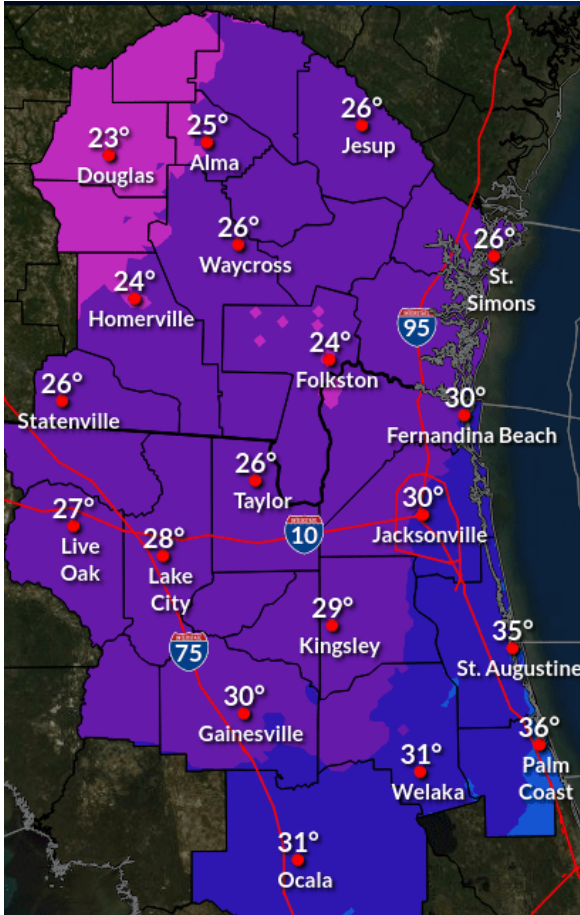 26°
Jesup
25°
Alma
23°
Douglas
26°
Waycross
26°
St.
Simons
24°
Homerville
95
24°
Folkston
26°
Statenville
30°
Fernandina Beach
26°
Taylor
30°
Jacksonville
27°
Live
Oak
10
28°
Lake
City
29°
Kingsley
75
35°
St. Augustine
30°
Gainesville
36°
Palm
Coast
31°
Welaka
31°
Ocala